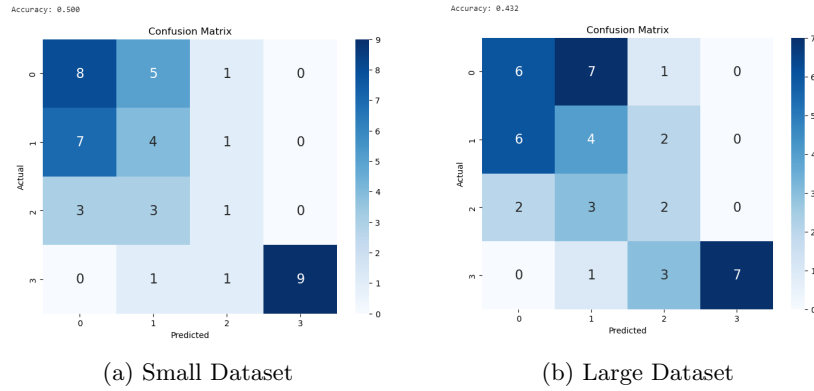 Accuracy: 0.500
Confusion Matrix
0 8 5 1 0
1 7 4 1 0
2 3 3 1 0
3 0 1 1 9
0 1 2 3
Actual
Predicted
9
8
7
6
5
4
3
2
1
0
(a) Small Dataset
Accuracy: 0.432
Confusion Matrix
0 6 7 1 0
1 6 4 2 0
2 2 3 2 0
3 0 1 3 7
0 1 2 3
Actual
Predicted
7
6
5
4
3
2
1
0
(b) Large Dataset